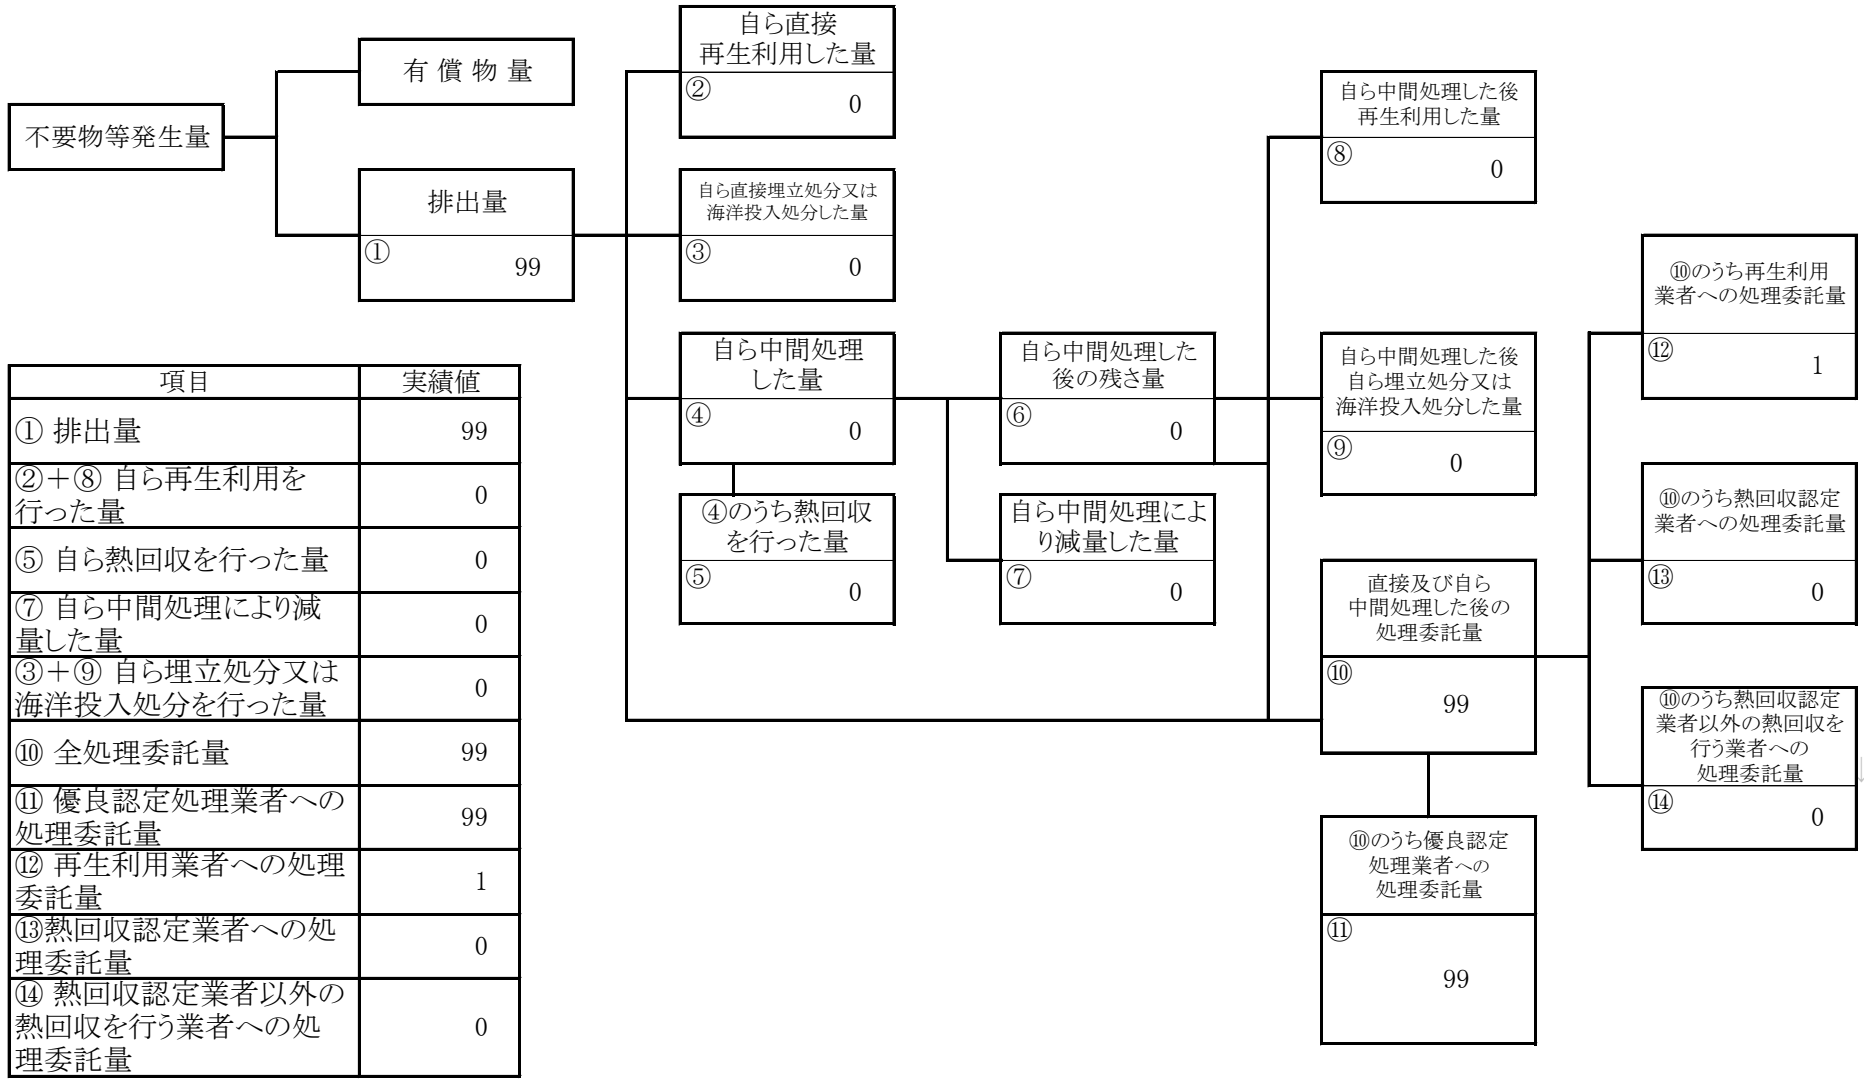 不要物等発生量
有 償 物 量
排出量
①
99
自ら直接
再生利用した量
②
0
自ら直接埋立処分又は
海洋投入処分した量
③
0
自ら中間処理
した量
④
0
④のうち熱回収
を行った量
⑤
0
自ら中間処理した
後の残さ量
⑥
0
自ら中間処理によ
り減量した量
⑦
0
自ら中間処理した後
再生利用した量
⑧
0
自ら中間処理した後
自ら埋立処分又は
海洋投入処分した量
⑨
0
直接及び自ら
中間処理した後の
処理委託量
⑩
99
⑩のうち優良認定
処理業者への
処理委託量
⑪
99
⑩のうち再生利用
業者への処理委託量
⑫
1
⑩のうち熱回収認定
業者への処理委託量
⑬
0
⑩のうち熱回収認定
業者以外の熱回収を
行う業者への
処理委託量
⑭
0
↓
項目 実績値
① 排出量 99
②＋⑧ 自ら再生利用を
行った量 0
⑤ 自ら熱回収を行った量 0
⑦ 自ら中間処理により減
量した量 0
③＋⑨ 自ら埋立処分又は
海洋投入処分を行った量 0
⑩ 全処理委託量 99
⑪ 優良認定処理業者への
処理委託量 99
⑫ 再生利用業者への処理
委託量 1
⑬熱回収認定業者への処
理委託量 0
⑭ 熱回収認定業者以外の
熱回収を行う業者への処
理委託量 0